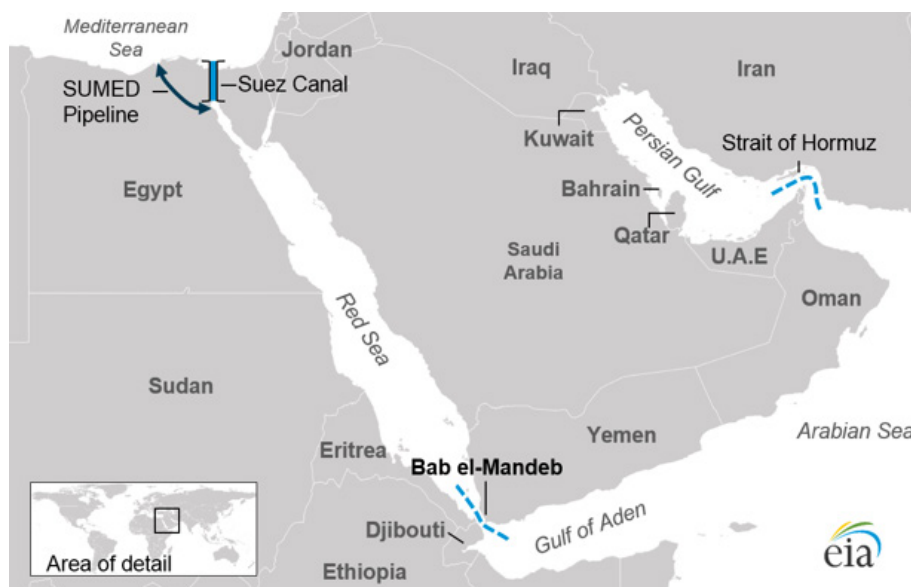 Mediterranean
Sea
Jordan
Iraq
Iran
SUMED
Pipeline
Suez Canal
Kuwait
Persian Gulf
Strait of Hormuz
Egypt
Bahrain
Qatar
Saudi
Arabia
U.A.E
Oman
Red Sea
Sudan
Yemen
Arabian Sea
Eritrea
Bab el-Mandeb
Djibouti
Gulf of Aden
Ethiopia
Area of detail
eia